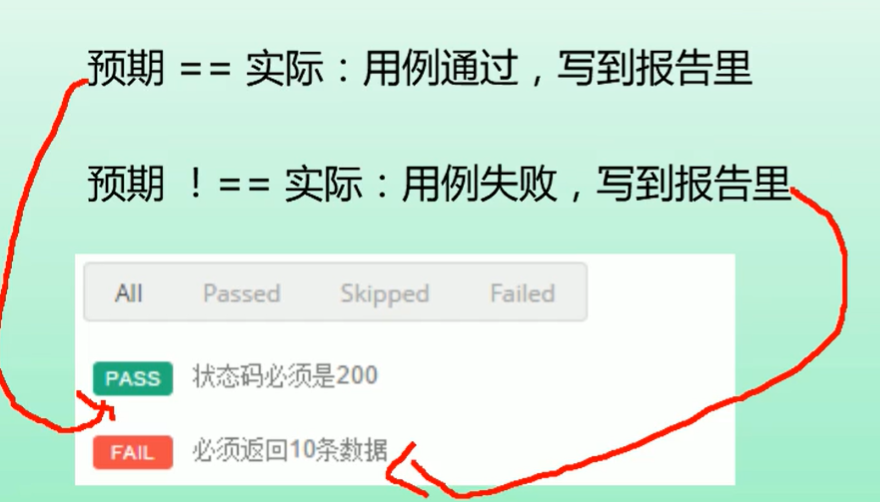 预期 == 实际：用例通过，写到报告里
预期 ！== 实际：用例失败，写到报告里
All Passed Skipped Failed
PASS 状态码必须是200
FAIL 必须返回10条数据